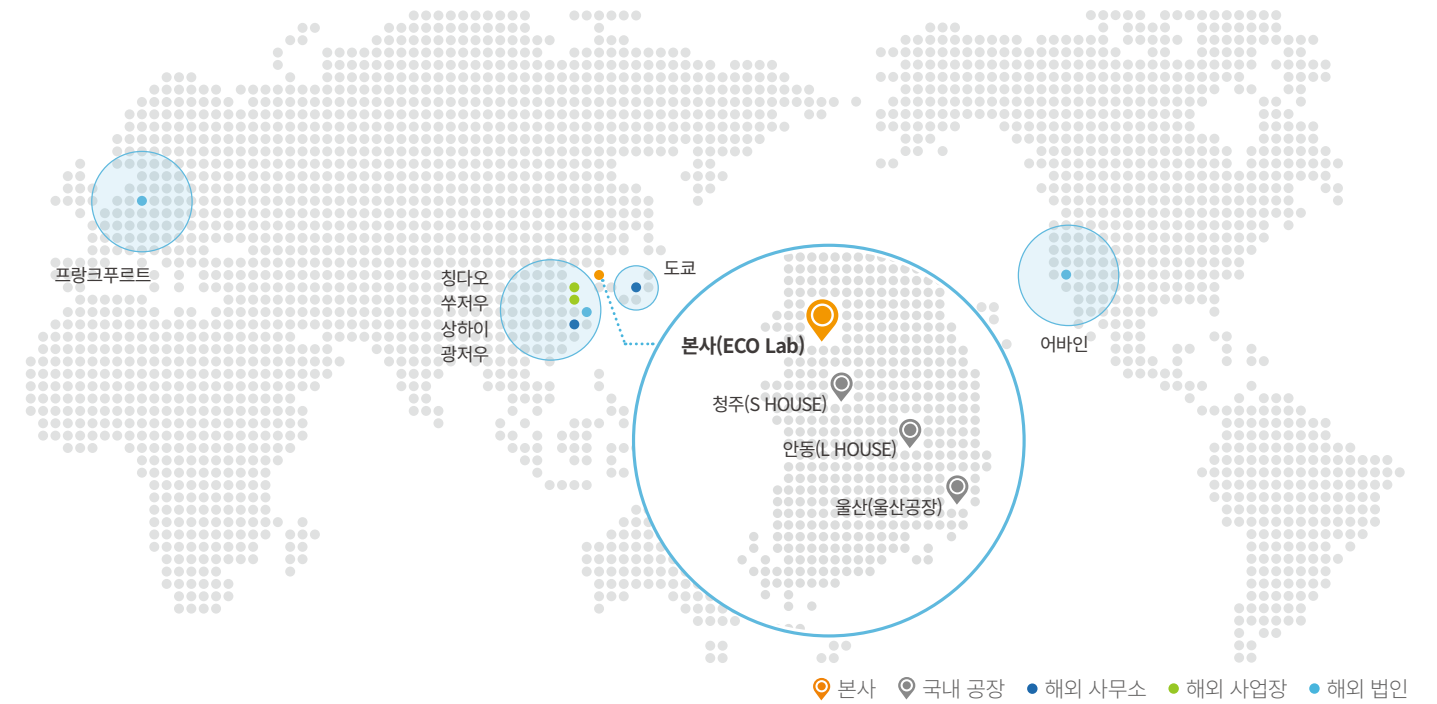 프랑크푸르트
칭다오
쑤저우
상하이
광저우
도쿄
본사(ECO Lab)
청주(S HOUSE)
안동(L HOUSE)
울산(울산공장)
어바인
본사 국내 공장 해외 사무소 해외 사업장 해외 법인